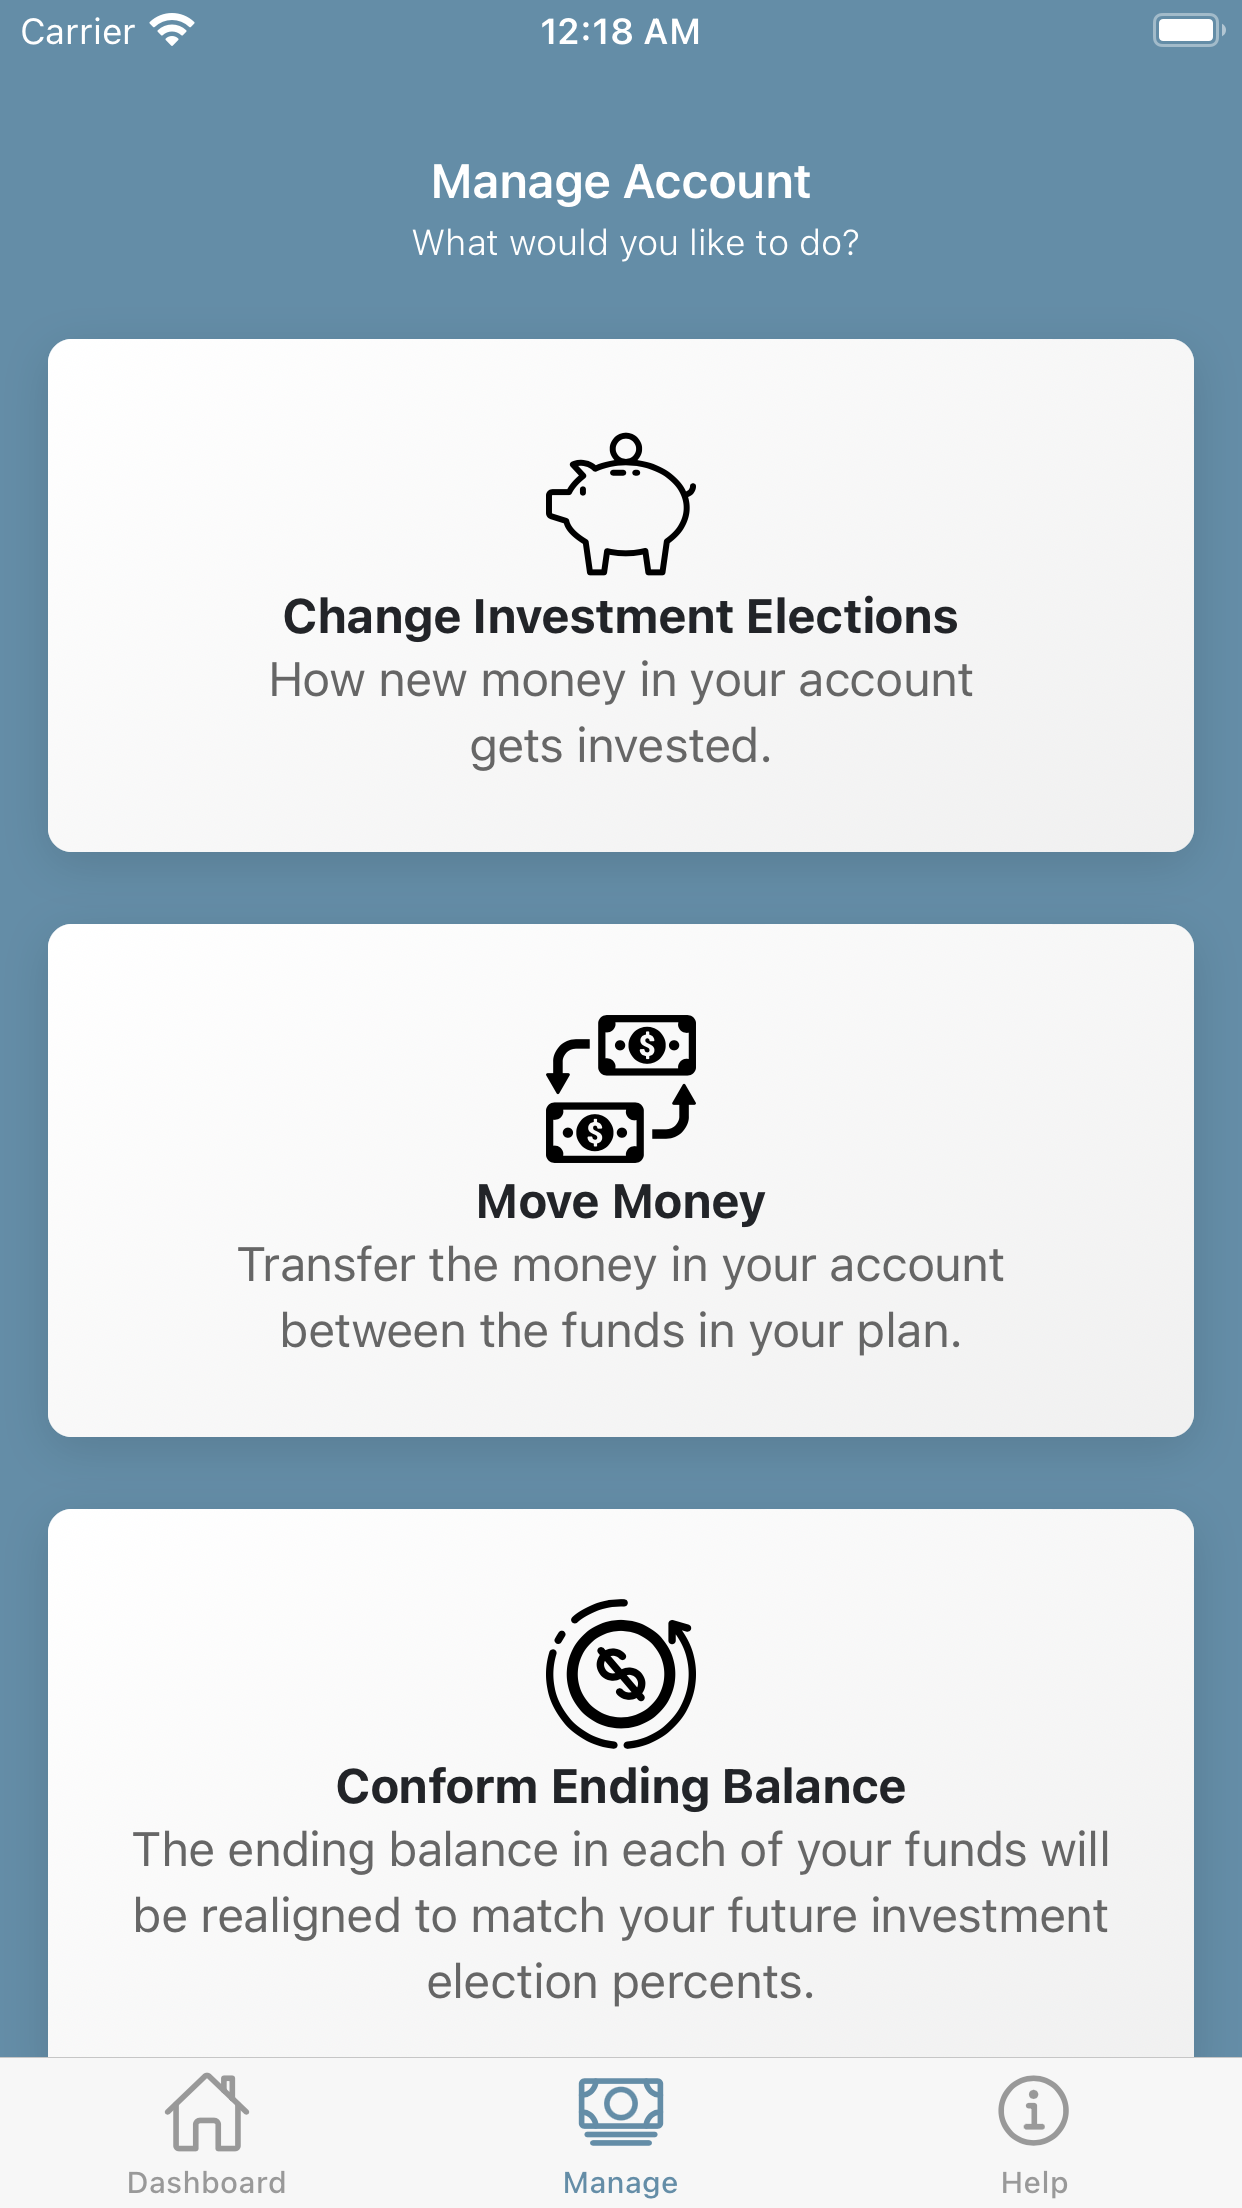 Carrier 12:18 AM
Manage Account
What would you like to do?
Change Investment Elections
How new money in your account
gets invested.
$
$
Move Money
Transfer the money in your account
between the funds in your plan.
$
Conform Ending Balance
The ending balance in each of your funds will
be realigned to match your future investment
election percents.
Dashboard Manage Help